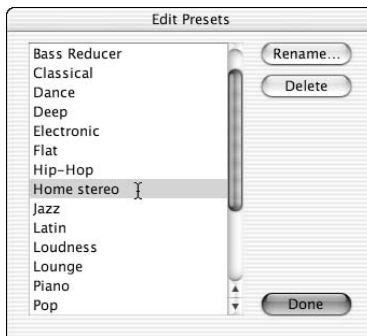 Edit Presets
Bass Reducer
Classical
Dance
Deep
Electronic
Flat
Hip-Hop
Home stereo
Jazz
Latin
Loudness
Lounge
Piano
Pop
Rename...
Delete
Done